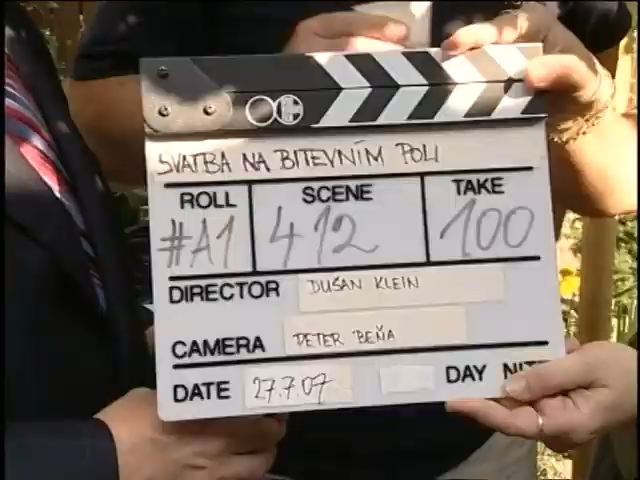 SVATBA NA BITEVNÍM POLI
ROLL SCENE TAKE
#A1 412 100
DIRECTOR DUŠAN KLEIN
CAMERA PETER BEŇA
DATE 27.7.07 DAY NITE